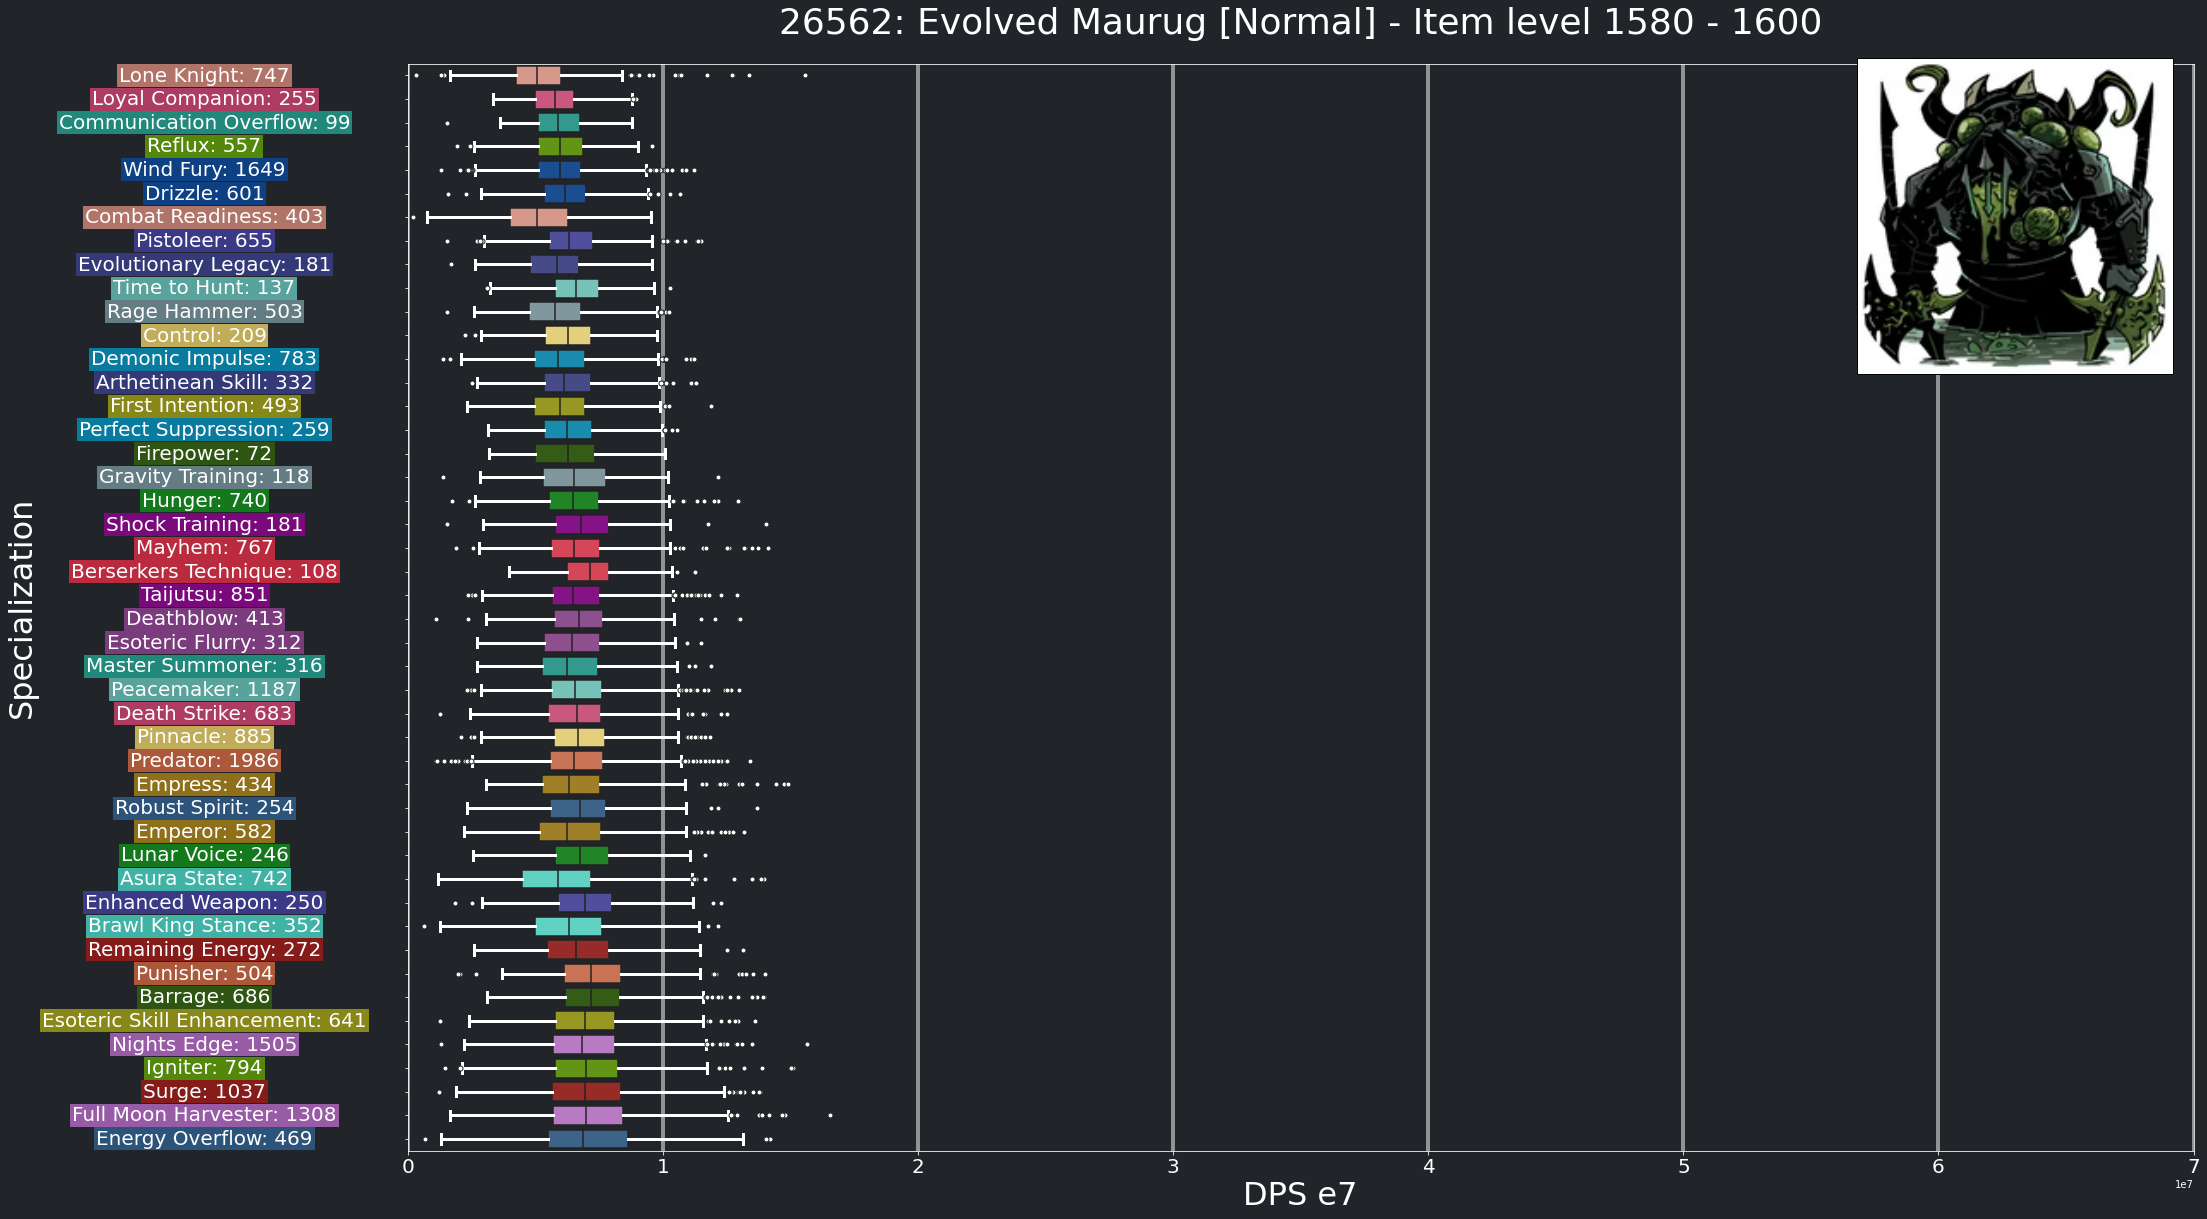 26562: Evolved Maurug [Normal] - Item level 1580 - 1600
Specialization
Lone Knight: 747
Loyal Companion: 255
Communication Overflow: 99
Reflux: 557
Wind Fury: 1649
Drizzle: 601
Combat Readiness: 403
Pistoleer: 655
Evolutionary Legacy: 181
Time to Hunt: 137
Rage Hammer: 503
Control: 209
Demonic Impulse: 783
Arthetinean Skill: 332
First Intention: 493
Perfect Suppression: 259
Firepower: 72
Gravity Training: 118
Hunger: 740
Shock Training: 181
Mayhem: 767
Berserkers Technique: 108
Taijutsu: 851
Deathblow: 413
Esoteric Flurry: 312
Master Summoner: 316
Peacemaker: 1187
Death Strike: 683
Pinnacle: 885
Predator: 1986
Empress: 434
Robust Spirit: 254
Emperor: 582
Lunar Voice: 246
Asura State: 742
Enhanced Weapon: 250
Brawl King Stance: 352
Remaining Energy: 272
Punisher: 504
Barrage: 686
Esoteric Skill Enhancement: 641
Nights Edge: 1505
Igniter: 794
Surge: 1037
Full Moon Harvester: 1308
Energy Overflow: 469
0 1 2 3 4 5 6 7
1e7
DPS e7